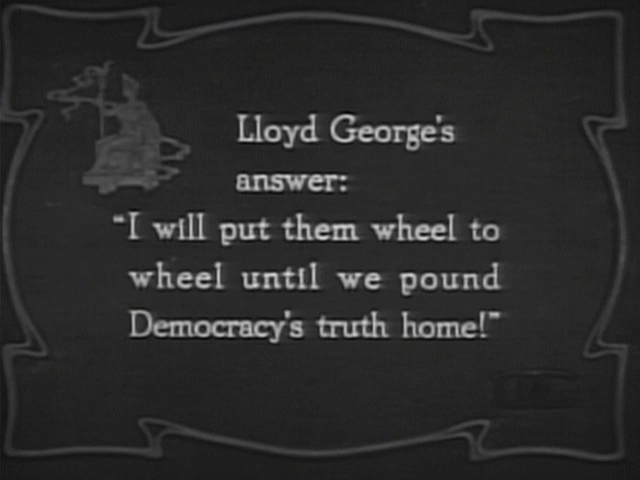 Lloyd George's
answer:
"I will put them wheel to
wheel until we pound
Democracy's truth home!"